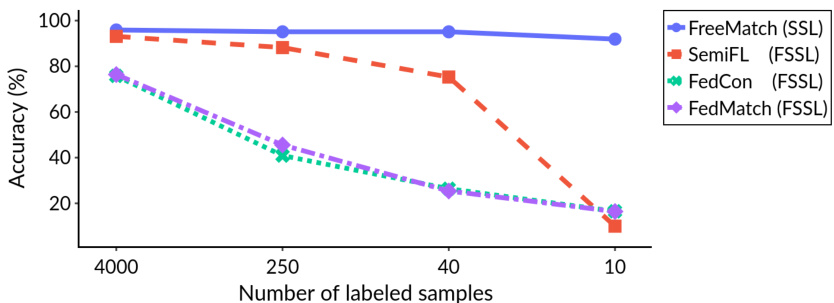 100
80
60
40
20
Accuracy (%)
4000 250 40 10
Number of labeled samples
FreeMatch (SSL)
SemiFL (FSSL)
FedCon (FSSL)
FedMatch (FSSL)